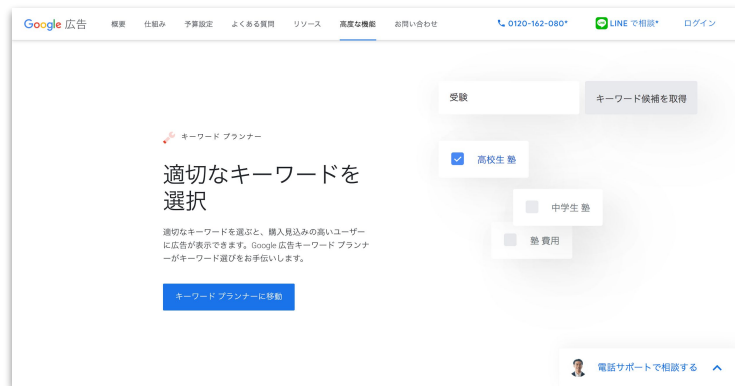 Google 広告
概要
仕組み
予算設定
よくある質問
リソース
高度な機能
お問い合わせ
0120-162-080*
LINE で相談*
ログイン
キーワード プランナー
適切なキーワードを
選択
適切なキーワードを選ぶと、購入見込みの高いユーザー
に広告が表示できます。Google 広告キーワード プランナ
ーがキーワード選びをお手伝いします。
キーワード プランナーに移動
受験
キーワード候補を取得
高校生 塾
中学生 塾
塾 費用
電話サポートで相談する